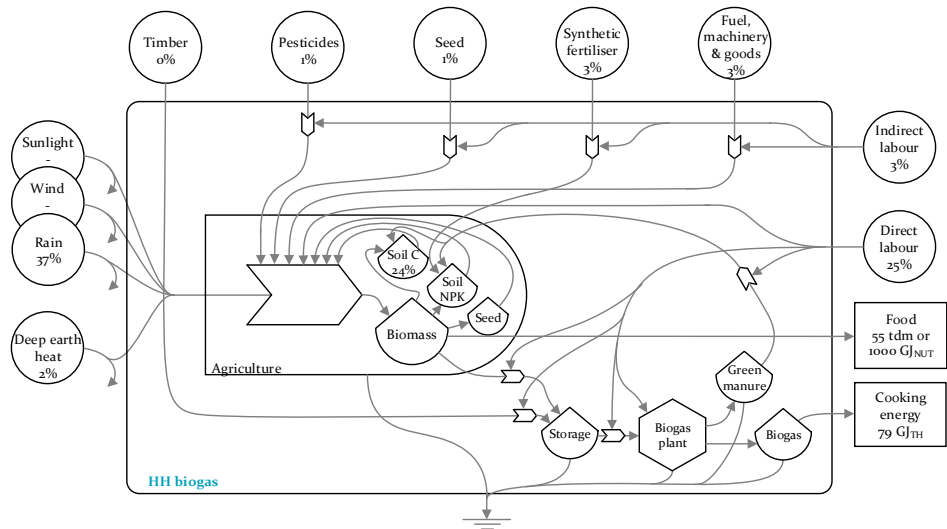 Timber
0%
Pesticides
1%
Seed
1%
Synthetic
fertiliser
3%
Fuel,
machinery
& goods
3%
Sunlight
-
Wind
-
Rain
37%
Deep earth
heat
2%
Indirect
labour
3%
Direct
labour
25%
Soil C
24%
Soil
NPK
Seed
Biomass
Agriculture
Food
55 tdm or
1000 GJNUT
Green
manure
Cooking
energy
79 GJTH
Storage
Biogas
plant
Biogas
HH biogas